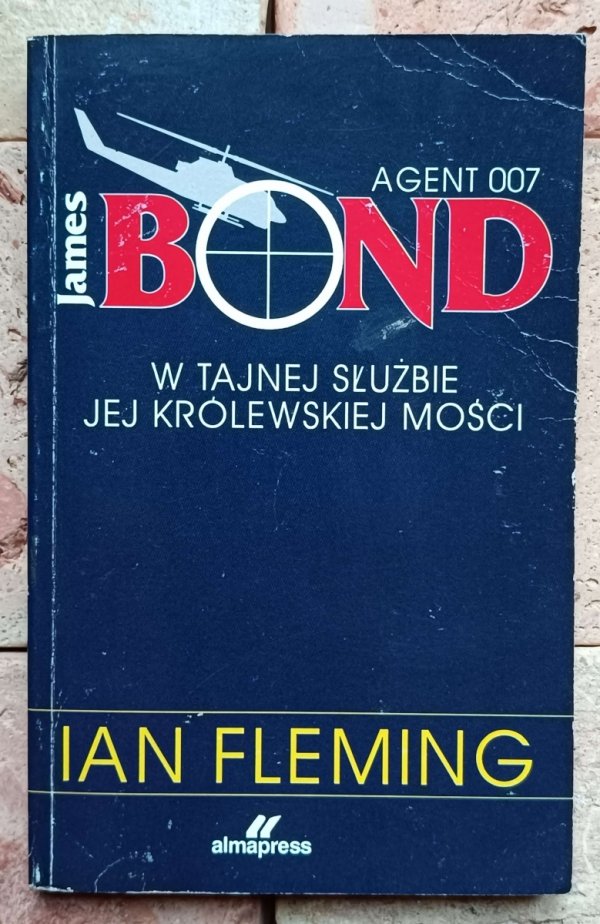 AGENT 007
James
BOND
W TAJNEJ SŁUŻBIE
JEJ KRÓLEWSKIEJ MOŚCI
IAN FLEMING
almapress